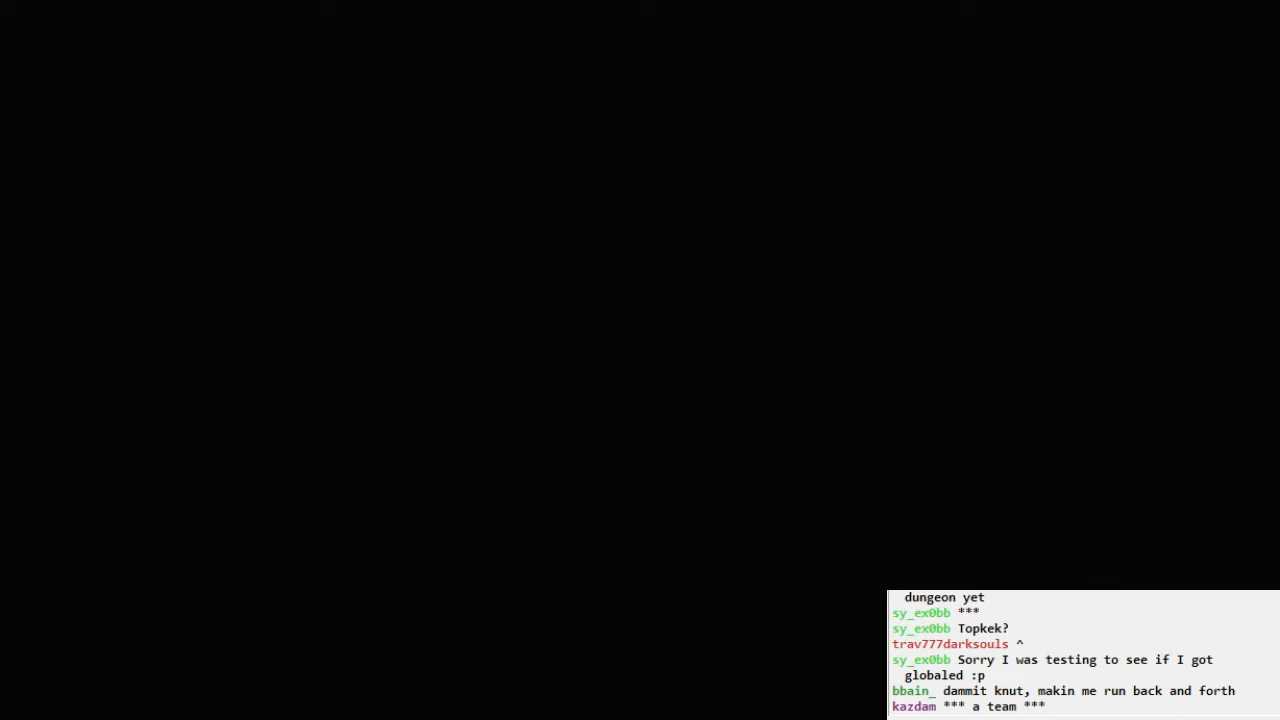 dungeon yet
sy_ex0bb ***
sy_ex0bb Topkek?
trav777darksouls ^
sy_ex0bb Sorry I was testing to see if I got
globaled :p
bbain_ dammit knut, makin me run back and forth
kazdam *** a team ***